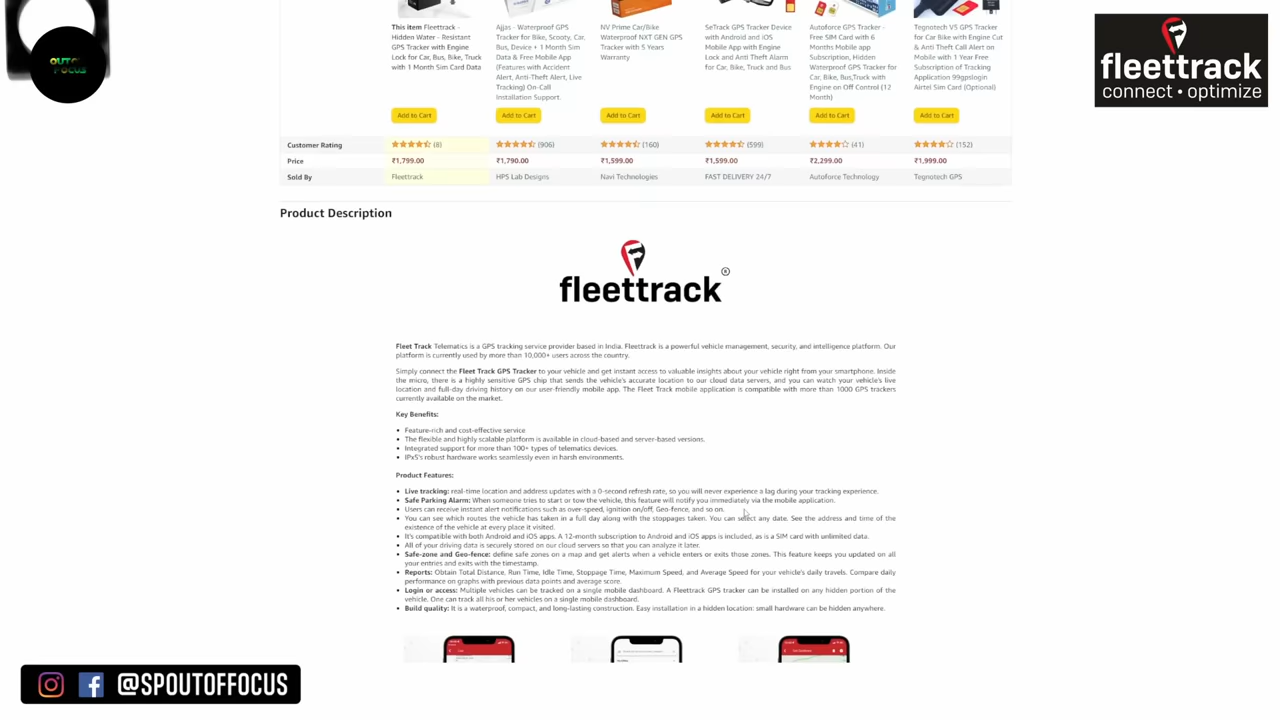 OUT OF
FOCUS
fleettrack
connect • optimize
This item Fleettrack -
Hidden Water - Resistant
GPS Tracker with Engine
Lock for Car, Bus, Bike, Truck
with 1 Month Sim Card Data
Add to Cart
Ajjas - Waterproof GPS
Tracker for Bike, Scooty, Car,
Bus, Device + 1 Month Sim
Data & Free Mobile App
(Features with Accident
Alert, Anti-Theft Alert, Live
Tracking) On-Call
Installation Support.
Add to Cart
NV Prime Car/Bike
Waterproof NXT GEN GPS
Tracker with 5 Years
Warranty
Add to Cart
SeTrack GPS Tracker Device
with Android and iOS
Mobile App with Engine
Lock and Anti Theft Alarm
for Car, Bike, Truck and Bus
Add to Cart
Autoforce GPS Tracker -
Free SIM Card with 6
Months Mobile app
Subscription, Hidden
Waterproof GPS Tracker for
Car, Bike, Bus,Truck with
Engine on Off Control (12
Month)
Add to Cart
Tegnotech V5 GPS Tracker
for Car Bike with Engine Cut
& Anti Theft Call Alert on
Mobile with 1 Year Free
Subscription of Tracking
Application 99gpslogin
Airtel Sim Card (Optional)
Add to Cart
Customer Rating (8) (906) (160) (599) (41) (152)
Price ₹1,799.00 ₹1,790.00 ₹1,599.00 ₹1,599.00 ₹2,299.00 ₹1,999.00
Sold By Fleettrack HPS Lab Designs Navi Technologies FAST DELIVERY 24/7 Autoforce Technology Tegnotech GPS
Product Description
fleettrack ®
Fleet Track Telematics is a GPS tracking service provider based in India. Fleettrack is a powerful vehicle management, security, and intelligence platform. Our
platform is currently used by more than 10,000+ users across the country.
Simply connect the Fleet Track GPS Tracker to your vehicle and get instant access to valuable insights about your vehicle right from your smartphone. Inside
the micro, there is a highly sensitive GPS chip that sends the vehicle's accurate location to our cloud data servers, and you can watch your vehicle's live
location and full-day driving history on our user-friendly mobile app. The Fleet Track mobile application is compatible with more than 1000 GPS trackers
currently available on the market.
Key Benefits:
• Feature-rich and cost-effective service
• The flexible and highly scalable platform is available in cloud-based and server-based versions.
• Integrated support for more than 100+ types of telematics devices.
• IPxS's robust hardware works seamlessly even in harsh environments.
Product Features:
• Live tracking: real-time location and address updates with a 0-second refresh rate, so you will never experience a lag during your tracking experience.
• Safe Parking Alarm: When someone tries to start or tow the vehicle, this feature will notify you immediately via the mobile application.
• Users can receive instant alert notifications such as over-speed, ignition on/off, Geo-fence, and so on.
• You can see which routes the vehicle has taken in a full day along with the stoppages taken. You can select any date. See the address and time of the
existence of the vehicle at every place it visited.
• It's compatible with both Android and iOS apps. A 12-month subscription to Android and iOS apps is included, as is a SIM card with unlimited data.
• All of your driving data is securely stored on our cloud servers so that you can analyze it later.
• Safe-zone and Geo-fence: define safe zones on a map and get alerts when a vehicle enters or exits those zones. This feature keeps you updated on all
your entries and exits with the timestamp.
• Reports: Obtain Total Distance, Run Time, Idle Time, Stoppage Time, Maximum Speed, and Average Speed for your vehicle's daily travels. Compare daily
performance on graphs with previous data points and average score.
• Login or access: Multiple vehicles can be tracked on a single mobile dashboard. A Fleettrack GPS tracker can be installed on any hidden portion of the
vehicle. One can track all his or her vehicles on a single mobile dashboard.
• Build quality: It is a waterproof, compact, and long-lasting construction. Easy installation in a hidden location: small hardware can be hidden anywhere.
@SPOUTOFFOCUS